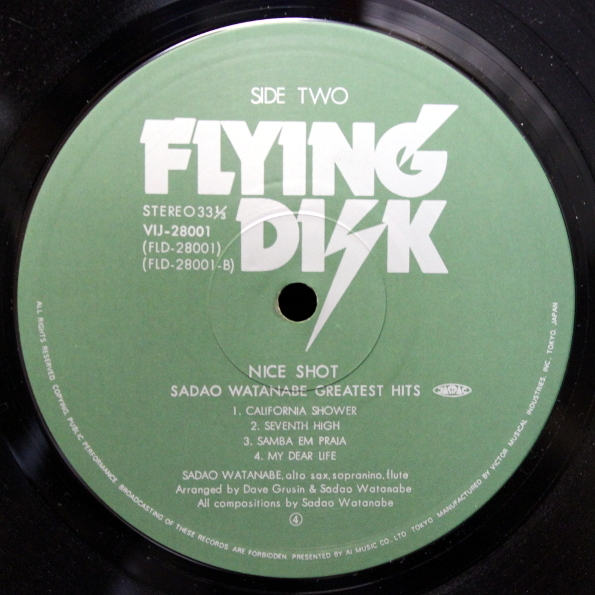 SIDE TWO
FLYING
DISK
STEREO 33⅓
VIJ-28001
(FLD-28001)
(FLD-28001-B)
NICE SHOT
SADAO WATANABE GREATEST HITS
1. CALIFORNIA SHOWER
2. SEVENTH HIGH
3. SAMBA EM PRAIA
4. MY DEAR LIFE
SADAO WATANABE, alto sax, sopranino, flute
Arranged by Dave Grusin & Sadao Watanabe
All compositions by Sadao Watanabe
4
ALL RIGHTS RESERVED. COPYING, PUBLIC PERFORMANCE, BROADCASTING OF THESE RECORDS ARE FORBIDDEN. PRESENTED BY AI MUSIC CO., LTD. TOKYO. MANUFACTURED BY VICTOR MUSICAL INDUSTRIES, INC. TOKYO, JAPAN